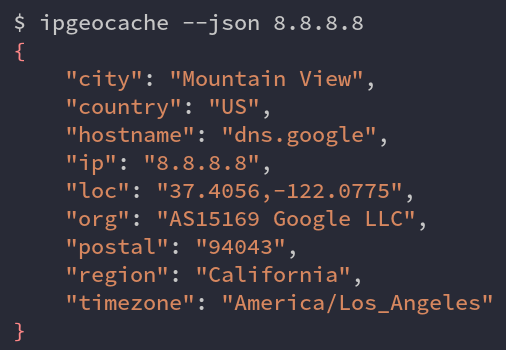 $ ipgeocache --json 8.8.8.8
{
    "city": "Mountain View",
    "country": "US",
    "hostname": "dns.google",
    "ip": "8.8.8.8",
    "loc": "37.4056,-122.0775",
    "org": "AS15169 Google LLC",
    "postal": "94043",
    "region": "California",
    "timezone": "America/Los_Angeles"
}